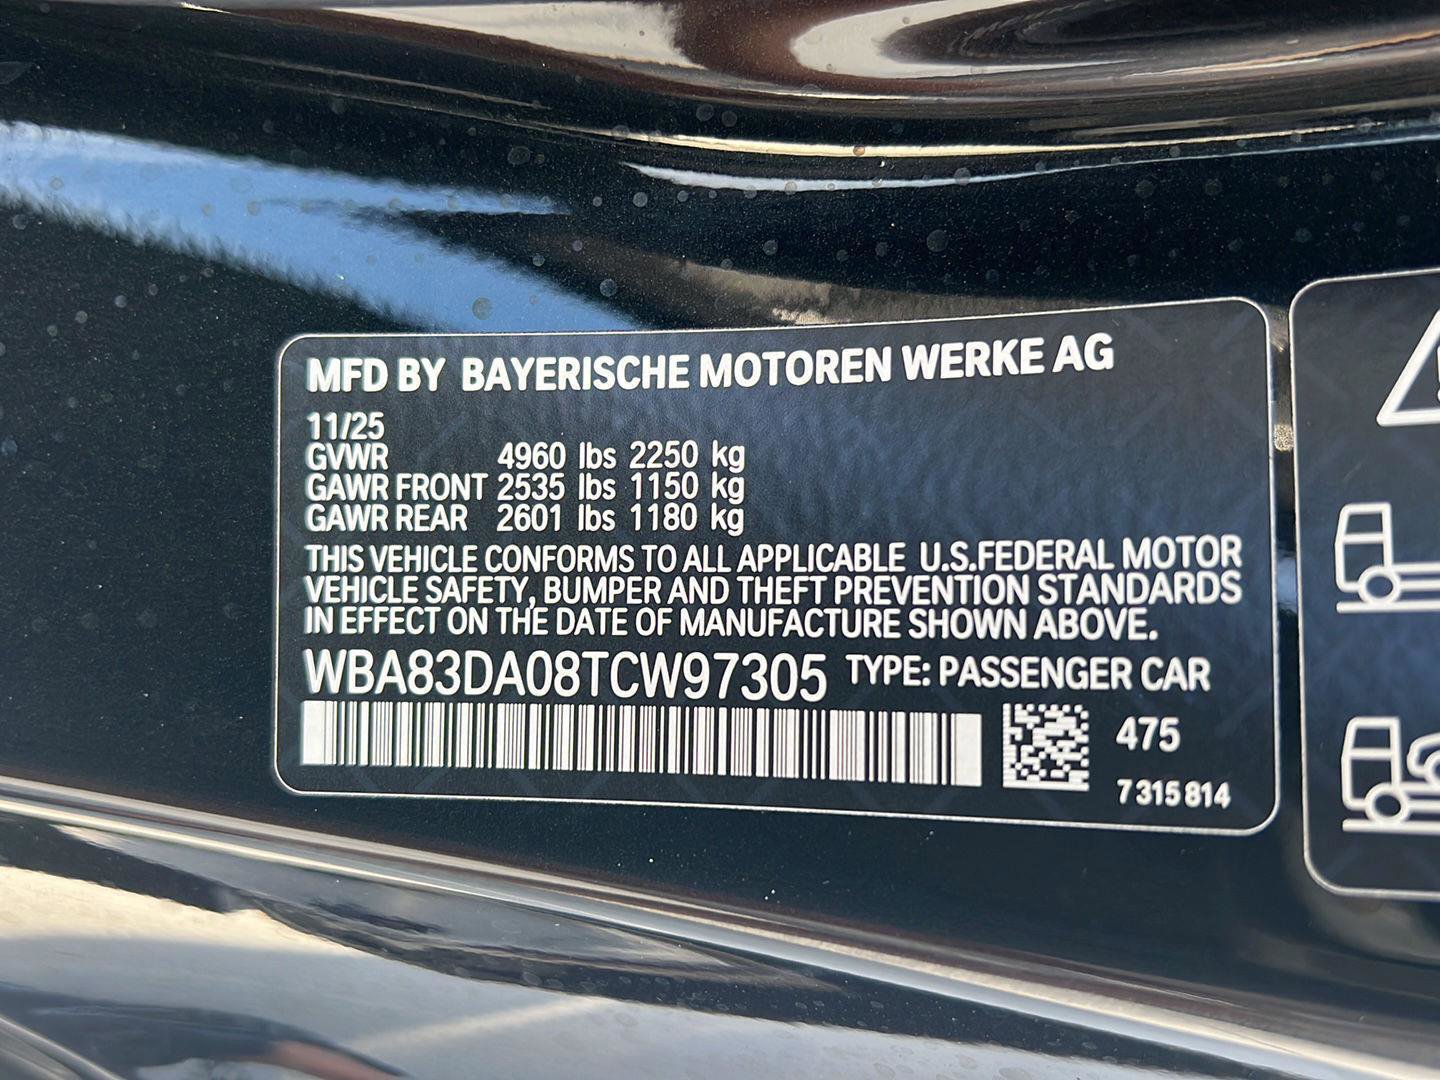 MFD BY BAYERISCHE MOTOREN WERKE AG
11/25
GVWR 4960 lbs 2250 kg
GAWR FRONT 2535 lbs 1150 kg
GAWR REAR 2601 lbs 1180 kg
THIS VEHICLE CONFORMS TO ALL APPLICABLE U.S.FEDERAL MOTOR
VEHICLE SAFETY, BUMPER AND THEFT PREVENTION STANDARDS
IN EFFECT ON THE DATE OF MANUFACTURE SHOWN ABOVE.
WBA83DA08TCW97305 TYPE: PASSENGER CAR
475
7 315 814